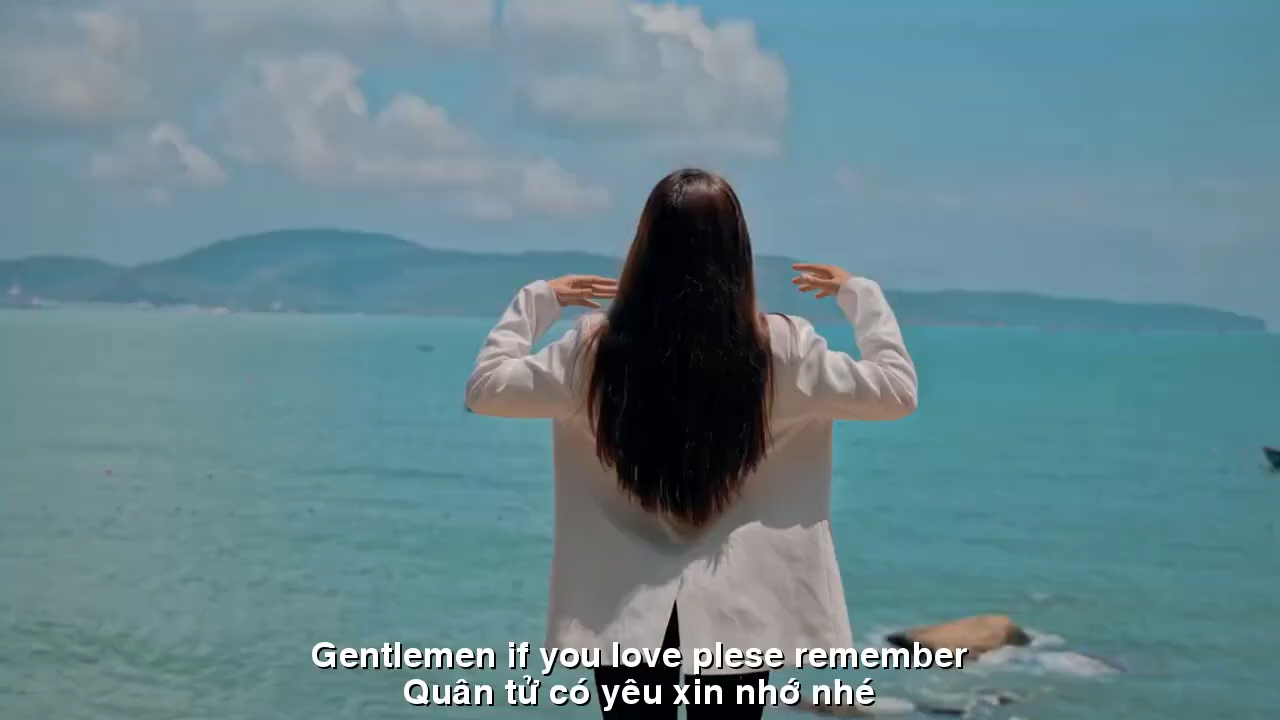 Gentlemen if you love plese remember
Quân tử có yêu xin nhớ nhé